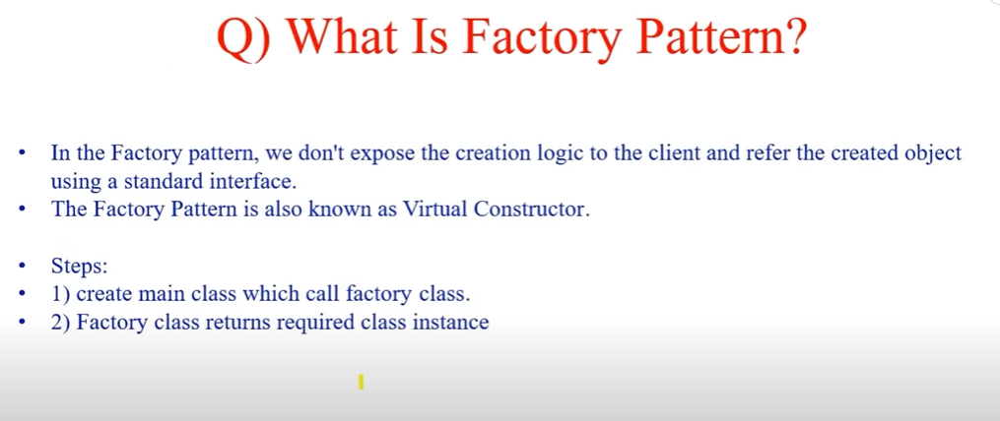 Q) What Is Factory Pattern?
• In the Factory pattern, we don't expose the creation logic to the client and refer the created object
using a standard interface.
• The Factory Pattern is also known as Virtual Constructor.
• Steps:
• 1) create main class which call factory class.
• 2) Factory class returns required class instance